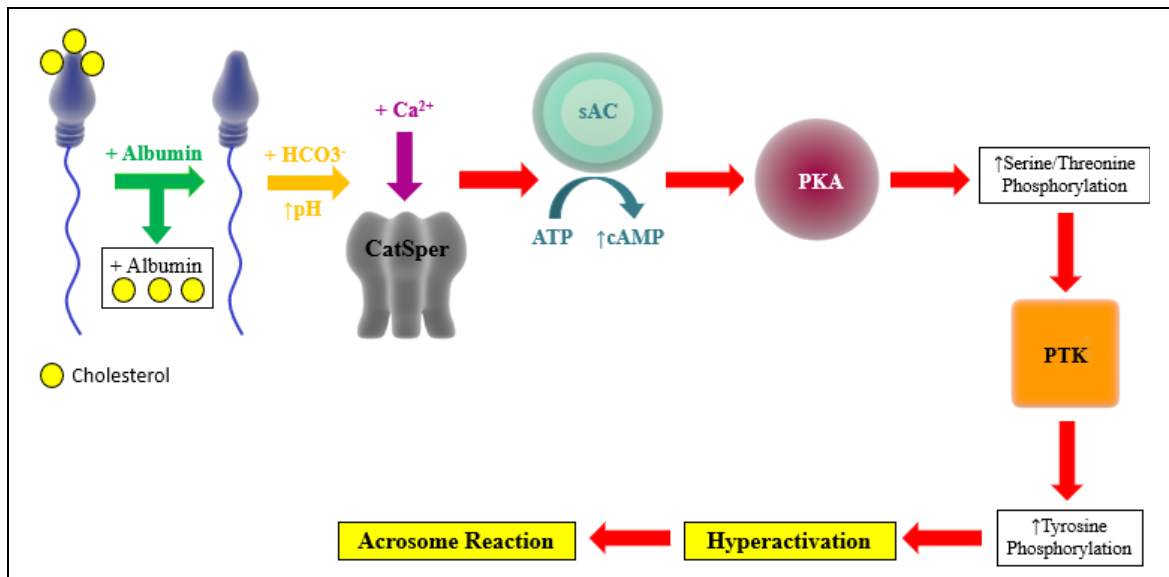 + Albumin
+ Albumin
Cholesterol
+ HCO3⁻
↑pH
+ Ca²⁺
CatSper
sAC
ATP
↑cAMP
PKA
↑Serine/Threonine
Phosphorylation
PTK
↑Tyrosine
Phosphorylation
Hyperactivation
Acrosome Reaction